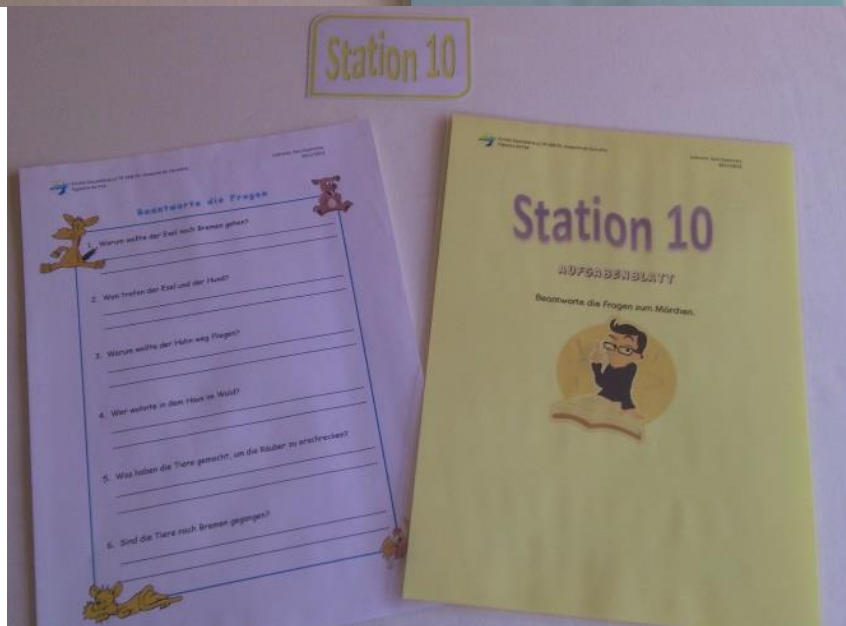 Station 10
Beantworte die Fragen
1. Warum wollte der Esel nach Bremen gehen?
2. Wen trafen der Esel und der Hund?
3. Warum wollte der Hahn weg fliegen?
4. Wer wohnte in dem Haus im Wald?
5. Was haben die Tiere gemacht, um die Räuber zu erschrecken?
6. Sind die Tiere nach Bremen gegangen?
Station 10
AUFGABENBLATT
Beantworte die Fragen zum Märchen.